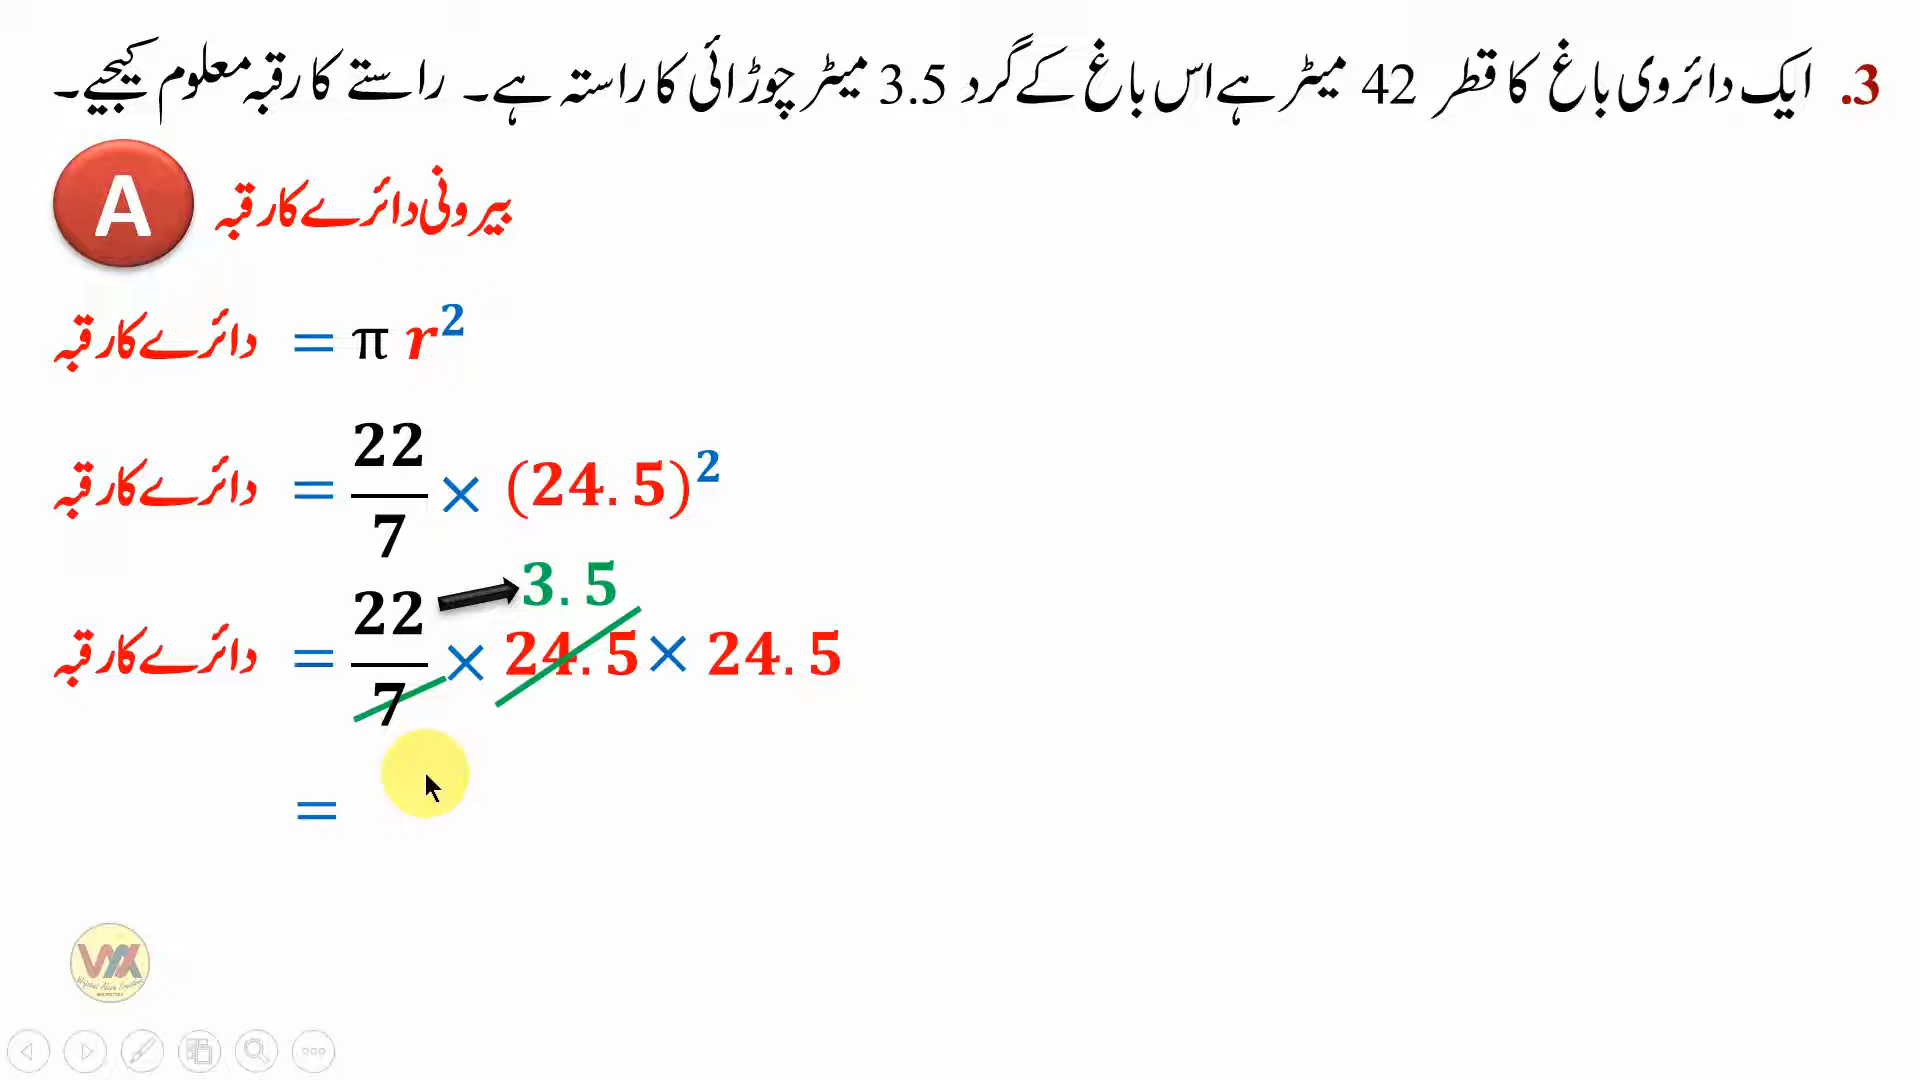 3. ایک دائروی باغ کا قطر 42 میٹر ہے اس باغ کے گرد 3.5 میٹر چوڑائی کا راستہ ہے۔ راستے کا رقبہ معلوم کیجیے۔
A بیرونی دائرے کا رقبہ
دائرے کا رقبہ = π r²
دائرے کا رقبہ = 22/7 × (24.5)²
3.5
دائرے کا رقبہ = 22/7 × 24.5 × 24.5
=